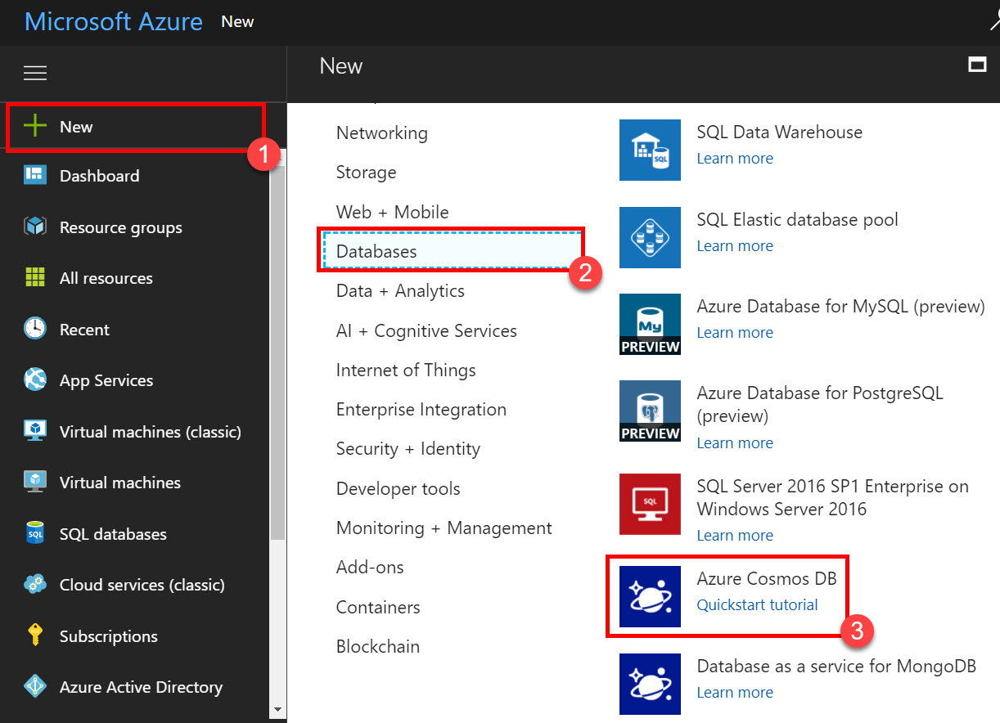 Microsoft Azure New
New
New
1
Dashboard
Resource groups
All resources
Recent
App Services
Virtual machines (classic)
Virtual machines
SQL databases
Cloud services (classic)
Subscriptions
Azure Active Directory
Networking
Storage
Web + Mobile
Databases
2
Data + Analytics
AI + Cognitive Services
Internet of Things
Enterprise Integration
Security + Identity
Developer tools
Monitoring + Management
Add-ons
Containers
Blockchain
SQL
SQL Data Warehouse
Learn more
SQL Elastic database pool
Learn more
My
PREVIEW
Azure Database for MySQL (preview)
Learn more
PREVIEW
Azure Database for PostgreSQL
(preview)
Learn more
SQL
SQL Server 2016 SP1 Enterprise on
Windows Server 2016
Learn more
Azure Cosmos DB
Quickstart tutorial
3
Database as a service for MongoDB
Learn more